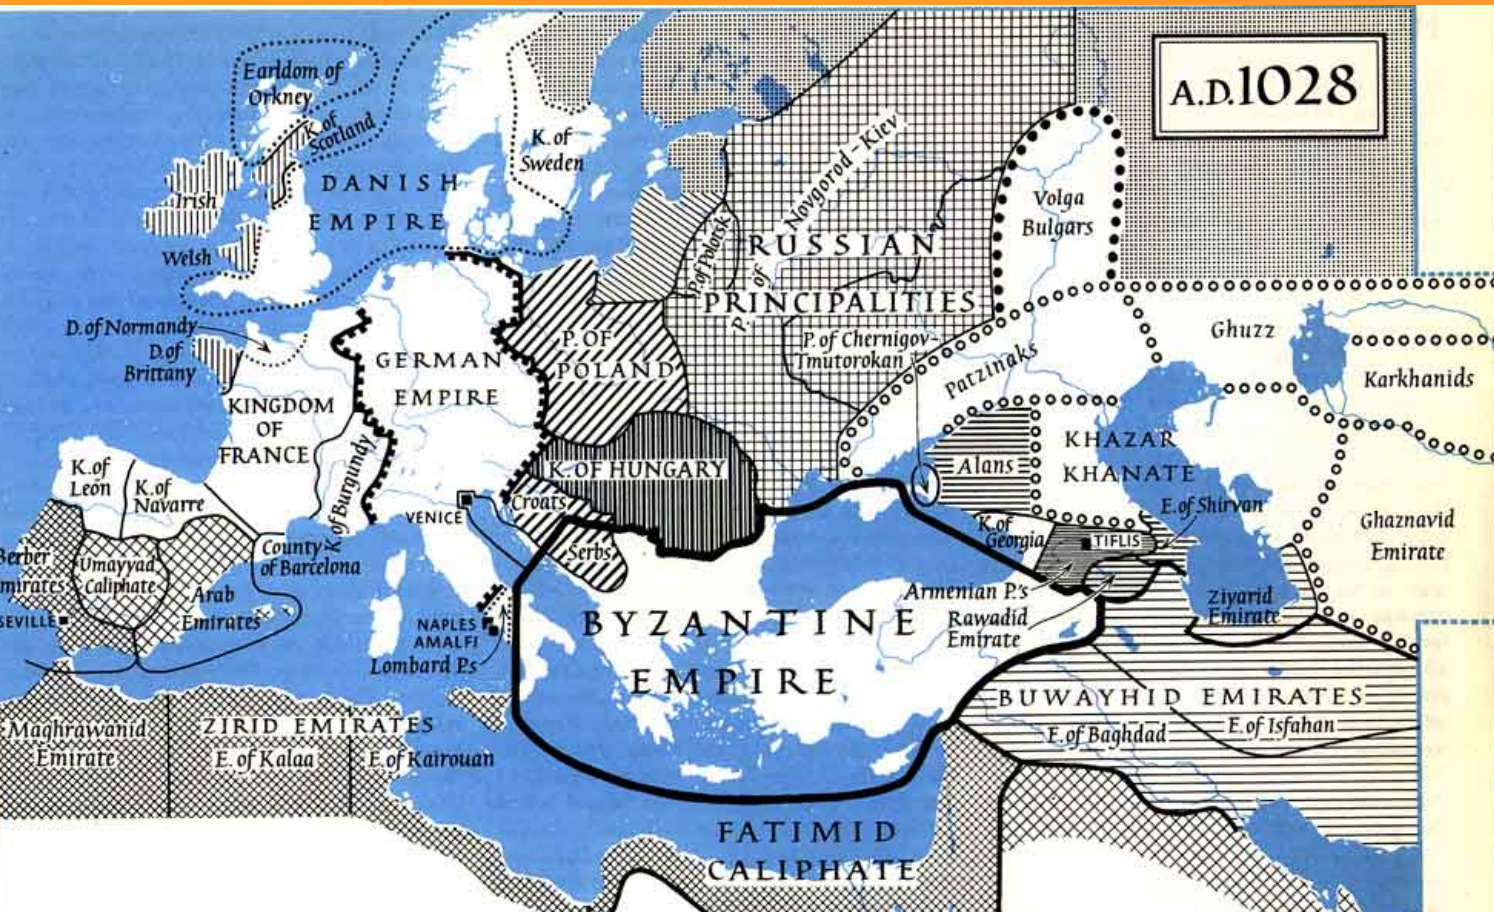 A.D.1028
Earldom of
Orkney
K. of
Scotland
K. of
Sweden
DANISH
EMPIRE
Irish
Welsh
Volga
Bulgars
P. of Novgorod - Kiev
P. of Polotsk
RUSSIAN
PRINCIPALITIES
P. of Chernigov-
Tmutorokan
D. of Normandy
D. of
Brittany
GERMAN
EMPIRE
P. OF
POLAND
Patzinaks
Ghuzz
Karkhanids
KINGDOM
OF
FRANCE
K. of Burgundy
K. of
León
K. of
Navarre
K. OF HUNGARY
Alans
KHAZAR
KHANATE
VENICE
Croats
Serbs
E. of Shirvan
Ghaznavid
Emirate
K. of
Georgia
TIFLIS
Berber
Emirates
Umayyad
Caliphate
County
of Barcelona
Arab
Emirates
SEVILLE
NAPLES
AMALFI
Lombard P.s
BYZANTINE
EMPIRE
Armenian P.'s
Rawadid
Emirate
Ziyarid
Emirate
BUWAYHID EMIRATES
E. of Baghdad
E. of Isfahan
Maghrawanid
Emirate
ZIRID EMIRATES
E. of Kalaa
E. of Kairouan
FATIMID
CALIPHATE